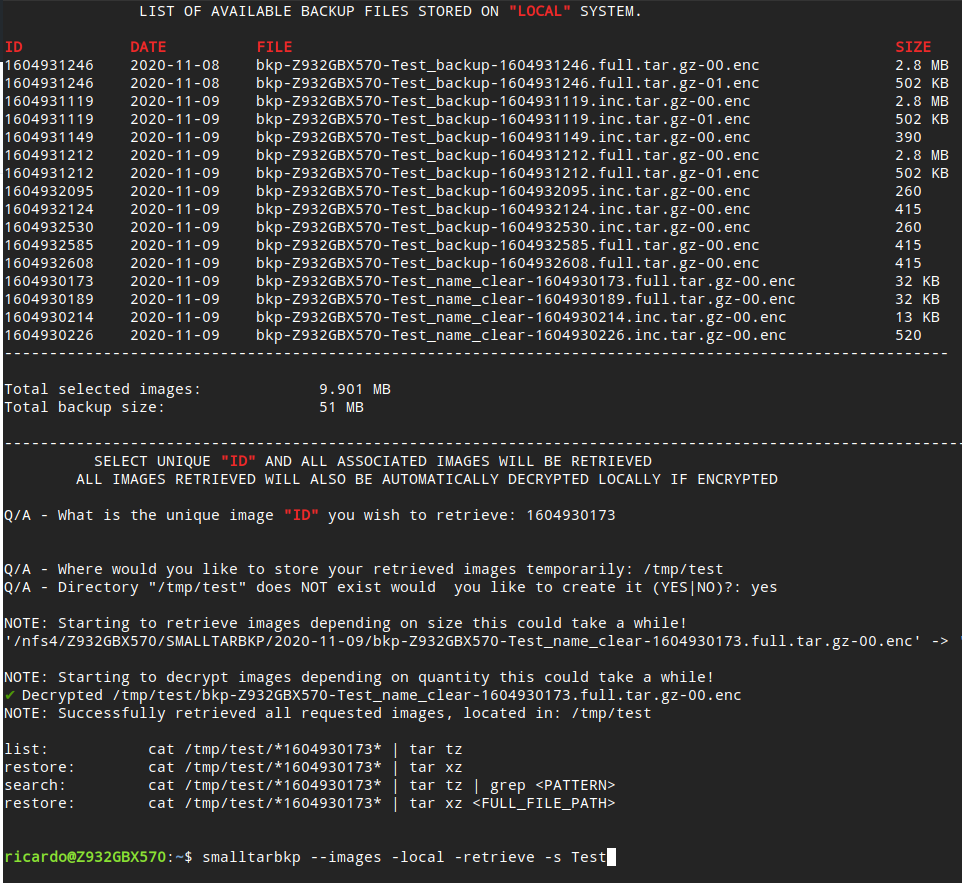 LIST OF AVAILABLE BACKUP FILES STORED ON "LOCAL" SYSTEM.
ID DATE FILE SIZE
1604931246 2020-11-08 bkp-Z932GBX570-Test_backup-1604931246.full.tar.gz-00.enc 2.8 MB
1604931246 2020-11-08 bkp-Z932GBX570-Test_backup-1604931246.full.tar.gz-01.enc 502 KB
1604931119 2020-11-09 bkp-Z932GBX570-Test_backup-1604931119.inc.tar.gz-00.enc 2.8 MB
1604931119 2020-11-09 bkp-Z932GBX570-Test_backup-1604931119.inc.tar.gz-01.enc 502 KB
1604931149 2020-11-09 bkp-Z932GBX570-Test_backup-1604931149.full.tar.gz-00.enc 390
1604931212 2020-11-09 bkp-Z932GBX570-Test_backup-1604931212.full.tar.gz-00.enc 2.8 MB
1604931212 2020-11-09 bkp-Z932GBX570-Test_backup-1604931212.full.tar.gz-01.enc 502 KB
1604932095 2020-11-09 bkp-Z932GBX570-Test_backup-1604932095.inc.tar.gz-00.enc 260
1604932124 2020-11-09 bkp-Z932GBX570-Test_backup-1604932124.inc.tar.gz-00.enc 415
1604932530 2020-11-09 bkp-Z932GBX570-Test_backup-1604932530.inc.tar.gz-00.enc 260
1604932585 2020-11-09 bkp-Z932GBX570-Test_backup-1604932585.full.tar.gz-00.enc 415
1604932608 2020-11-09 bkp-Z932GBX570-Test_backup-1604932608.full.tar.gz-00.enc 415
1604930173 2020-11-09 bkp-Z932GBX570-Test_name_clear-1604930173.full.tar.gz-00.enc 32 KB
1604930189 2020-11-09 bkp-Z932GBX570-Test_name_clear-1604930189.full.tar.gz-00.enc 32 KB
1604930214 2020-11-09 bkp-Z932GBX570-Test_name_clear-1604930214.inc.tar.gz-00.enc 13 KB
1604930226 2020-11-09 bkp-Z932GBX570-Test_name_clear-1604930226.inc.tar.gz-00.enc 520
---------------------------------------------------------------------------------------------------------
Total selected images: 9.901 MB
Total backup size: 51 MB
-----------------------------------------------------------------------------------------------------------
SELECT UNIQUE "ID" AND ALL ASSOCIATED IMAGES WILL BE RETRIEVED
ALL IMAGES RETRIEVED WILL ALSO BE AUTOMATICALLY DECRYPTED LOCALLY IF ENCRYPTED
Q/A - What is the unique image "ID" you wish to retrieve: 1604930173
Q/A - Where would you like to store your retrieved images temporarily: /tmp/test
Q/A - Directory "/tmp/test" does NOT exist would  you like to create it (YES|NO)?: yes
NOTE: Starting to retrieve images depending on size this could take a while!
'/nfs4/Z932GBX570/SMALLTARBKP/2020-11-09/bkp-Z932GBX570-Test_name_clear-1604930173.full.tar.gz-00.enc' -> '
NOTE: Starting to decrypt images depending on quantity this could take a while!
✔ Decrypted /tmp/test/bkp-Z932GBX570-Test_name_clear-1604930173.full.tar.gz-00.enc
NOTE: Successfully retrieved all requested images, located in: /tmp/test
list: cat /tmp/test/*1604930173* | tar tz
restore: cat /tmp/test/*1604930173* | tar xz
search: cat /tmp/test/*1604930173* | tar tz | grep <PATTERN>
restore: cat /tmp/test/*1604930173* | tar xz <FULL_FILE_PATH>
ricardo@Z932GBX570:~$ smalltarbkp --images -local -retrieve -s Test